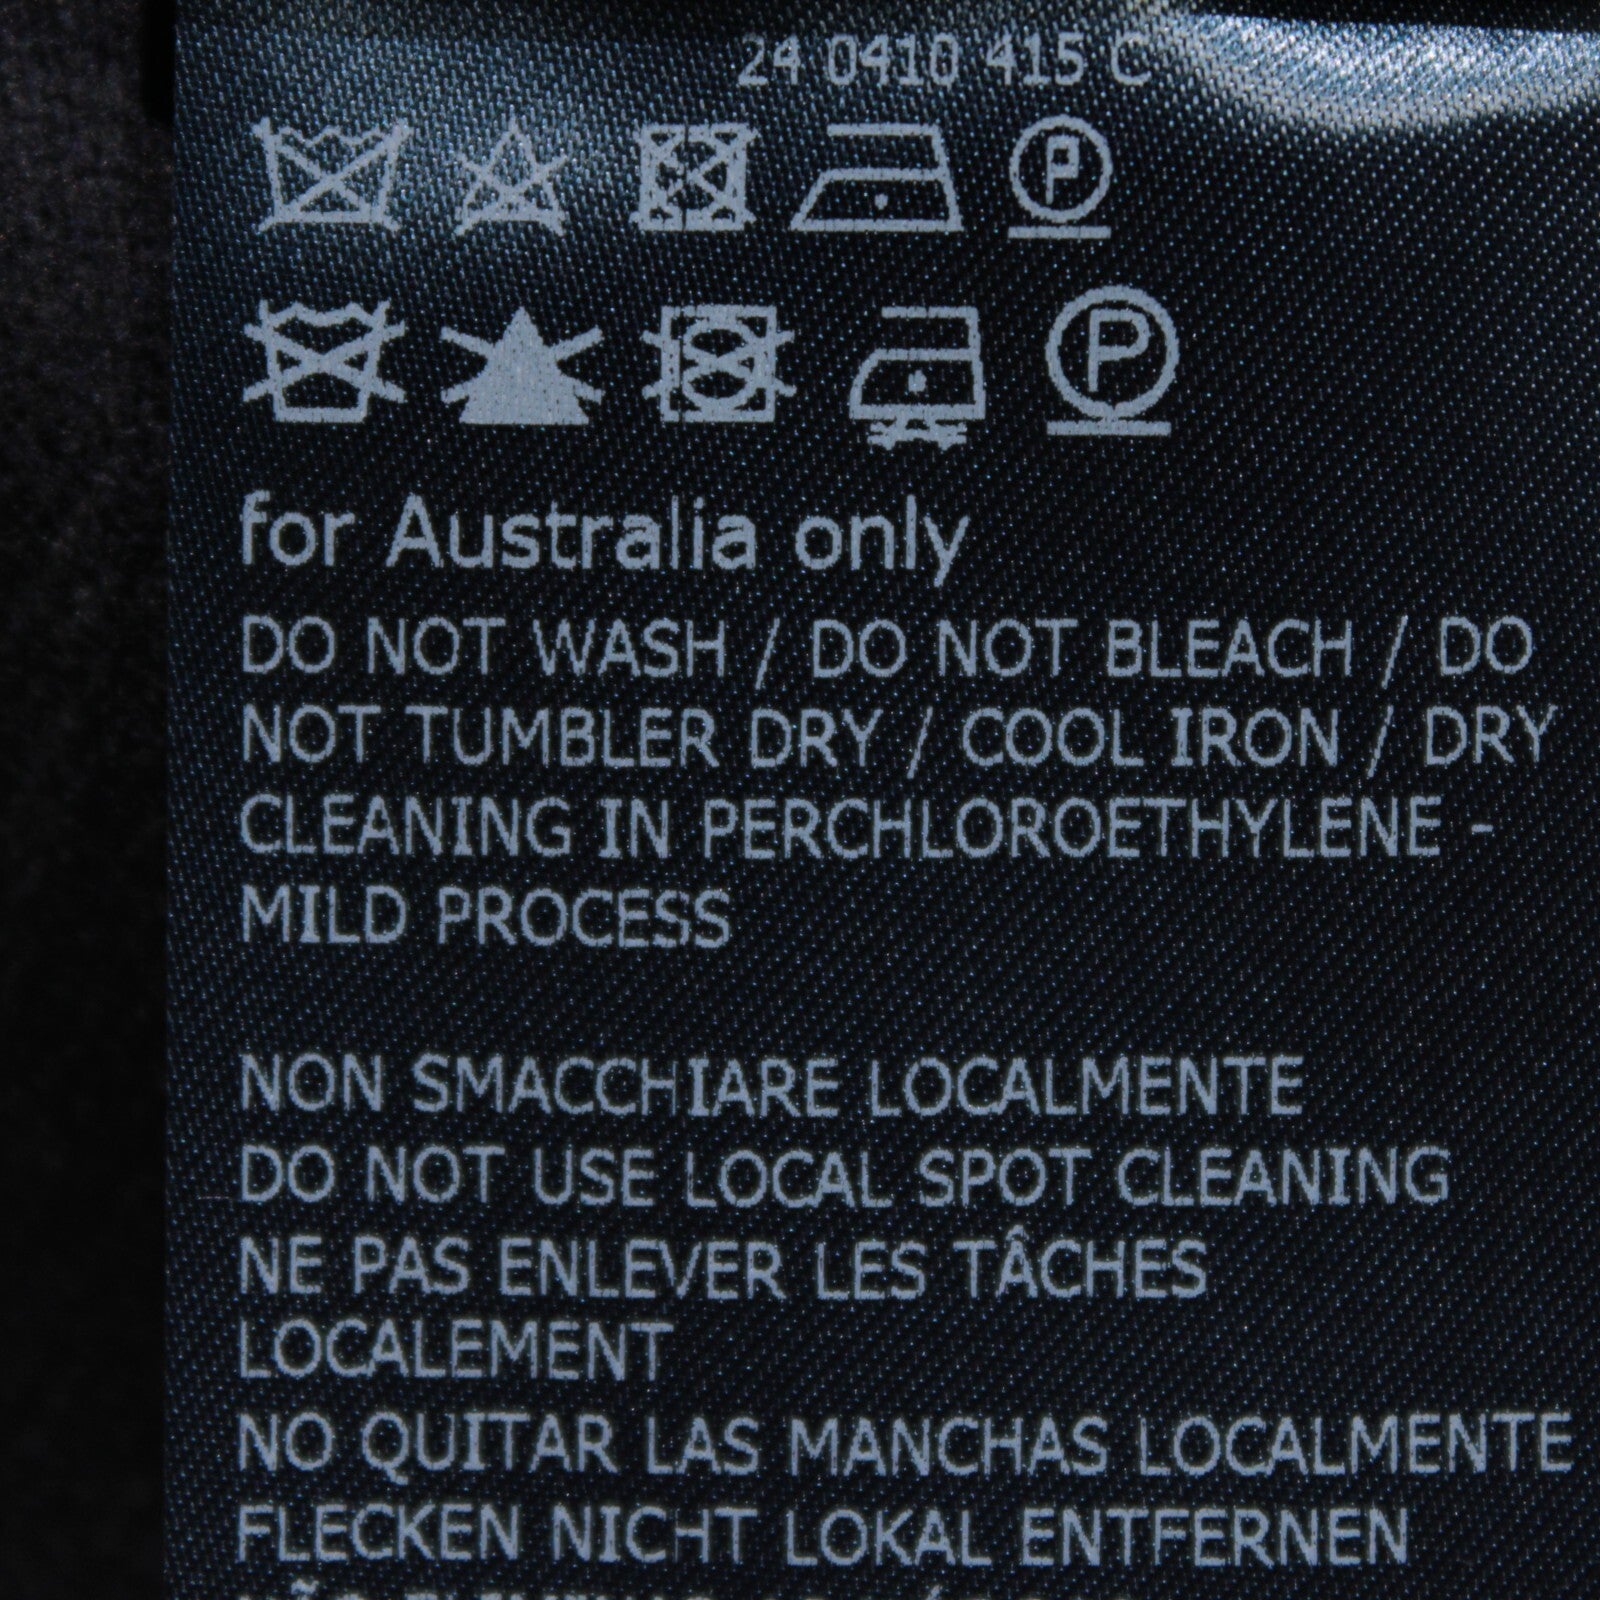 24 0410 415 C
P
P
for Australia only
DO NOT WASH / DO NOT BLEACH / DO
NOT TUMBLER DRY / COOL IRON / DRY
CLEANING IN PERCHLOROETHYLENE -
MILD PROCESS
NON SMACCHIARE LOCALMENTE
DO NOT USE LOCAL SPOT CLEANING
NE PAS ENLEVER LES TÂCHES
LOCALEMENT
NO QUITAR LAS MANCHAS LOCALMENTE
FLECKEN NICHT LOKAL ENTFERNEN